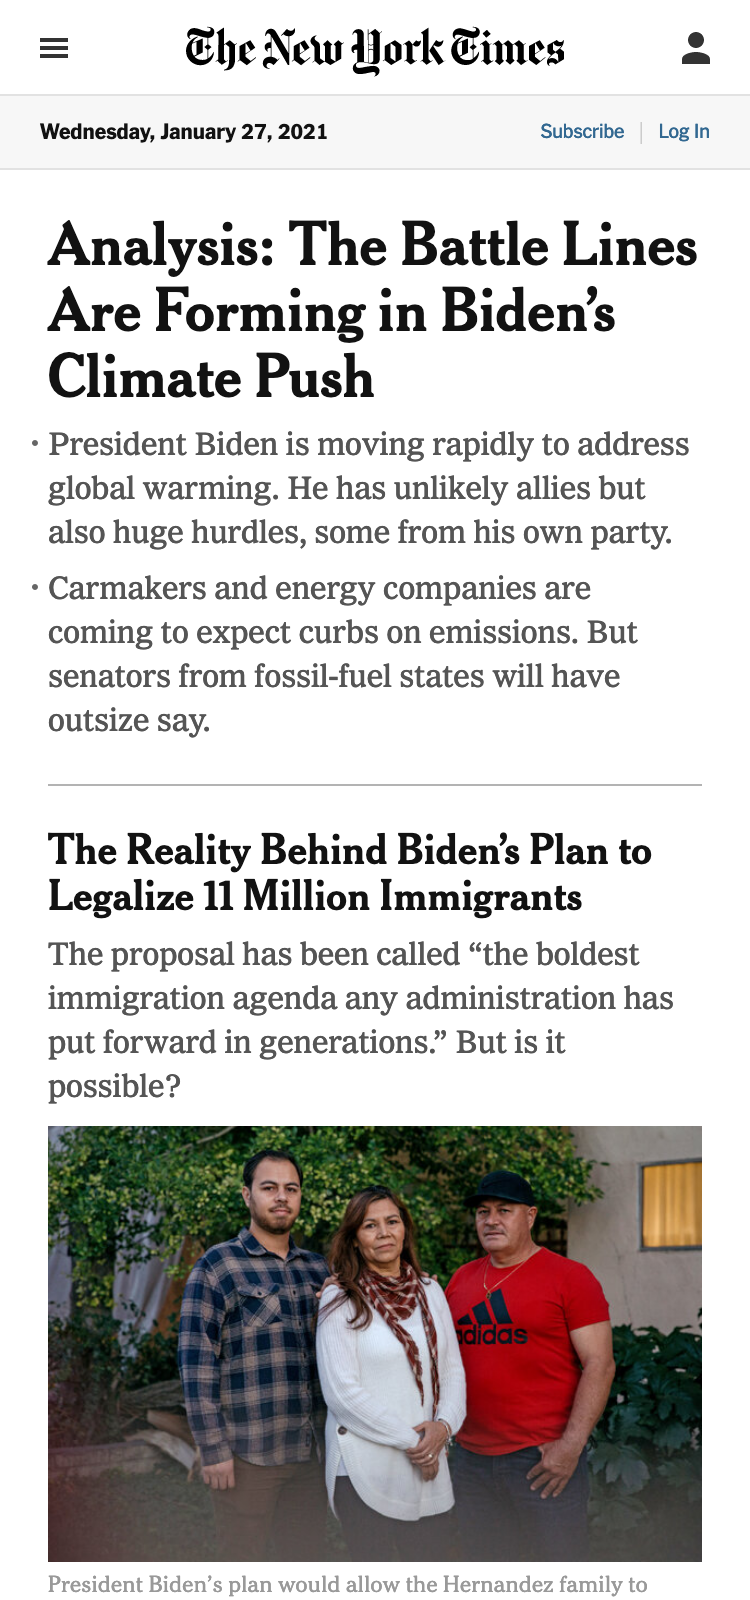 The New York Times
Wednesday, January 27, 2021
Subscribe | Log In
Analysis: The Battle Lines
Are Forming in Biden’s
Climate Push
• President Biden is moving rapidly to address
global warming. He has unlikely allies but
also huge hurdles, some from his own party.
• Carmakers and energy companies are
coming to expect curbs on emissions. But
senators from fossil-fuel states will have
outsize say.
The Reality Behind Biden’s Plan to
Legalize 11 Million Immigrants
The proposal has been called “the boldest
immigration agenda any administration has
put forward in generations.” But is it
possible?
adidas
President Biden’s plan would allow the Hernandez family to